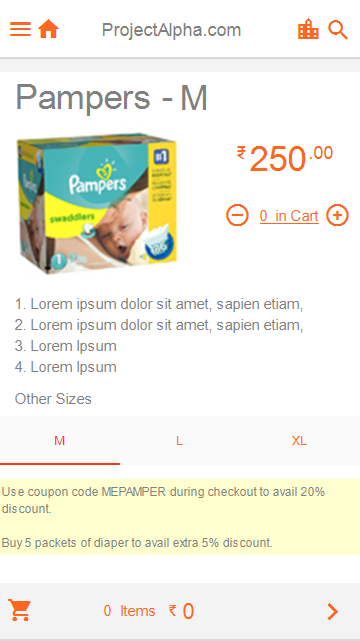 ProjectAlpha.com
Pampers - M
#1
Pampers
swaddlers
1
₹ 250.00
0 in Cart
1. Lorem ipsum dolor sit amet, sapien etiam,
2. Lorem ipsum dolor sit amet, sapien etiam,
3. Lorem Ipsum
4. Lorem Ipsum
Other Sizes
M L XL
Use coupon code MEPAMPER during checkout to avail 20%
discount.
Buy 5 packets of diaper to avail extra 5% discount.
0 Items ₹ 0